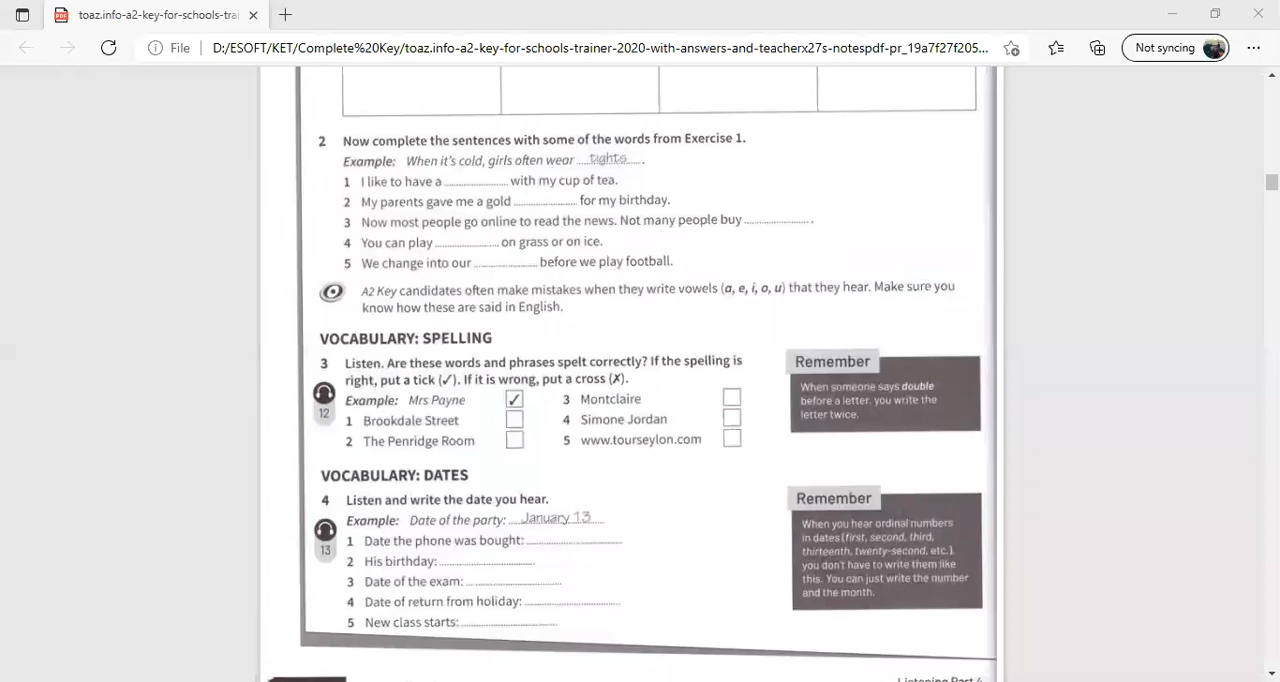 toaz.info-a2-key-for-schools-trai
File
D:/ESOFT/KET/Complete%20Key/toaz.info-a2-key-for-schools-trainer-2020-with-answers-and-teacherx27s-notespdf-pr_19a7f27f205...
Not syncing
2 Now complete the sentences with some of the words from Exercise 1.
Example: When it's cold, girls often wear ....tights.... .
1 I like to have a ................ with my cup of tea.
2 My parents gave me a gold ................ for my birthday.
3 Now most people go online to read the news. Not many people buy ................ .
4 You can play ................ on grass or on ice.
5 We change into our ................ before we play football.
A2 Key candidates often make mistakes when they write vowels (a, e, i, o, u) that they hear. Make sure you
know how these are said in English.
VOCABULARY: SPELLING
3 Listen. Are these words and phrases spelt correctly? If the spelling is
right, put a tick (✓). If it is wrong, put a cross (✗).
12
Example: Mrs Payne ✓
1 Brookdale Street
2 The Penridge Room
3 Montclaire
4 Simone Jordan
5 www.tourseylon.com
Remember
When someone says double
before a letter, you write the
letter twice.
VOCABULARY: DATES
4 Listen and write the date you hear.
13
Example: Date of the party: ....January 13....
1 Date the phone was bought: ........................
2 His birthday: ........................
3 Date of the exam: ........................
4 Date of return from holiday: ........................
5 New class starts: ........................
Remember
When you hear ordinal numbers
in dates (first, second, third,
thirteenth, twenty-second, etc.),
you don't have to write them like
this. You can just write the number
and the month.